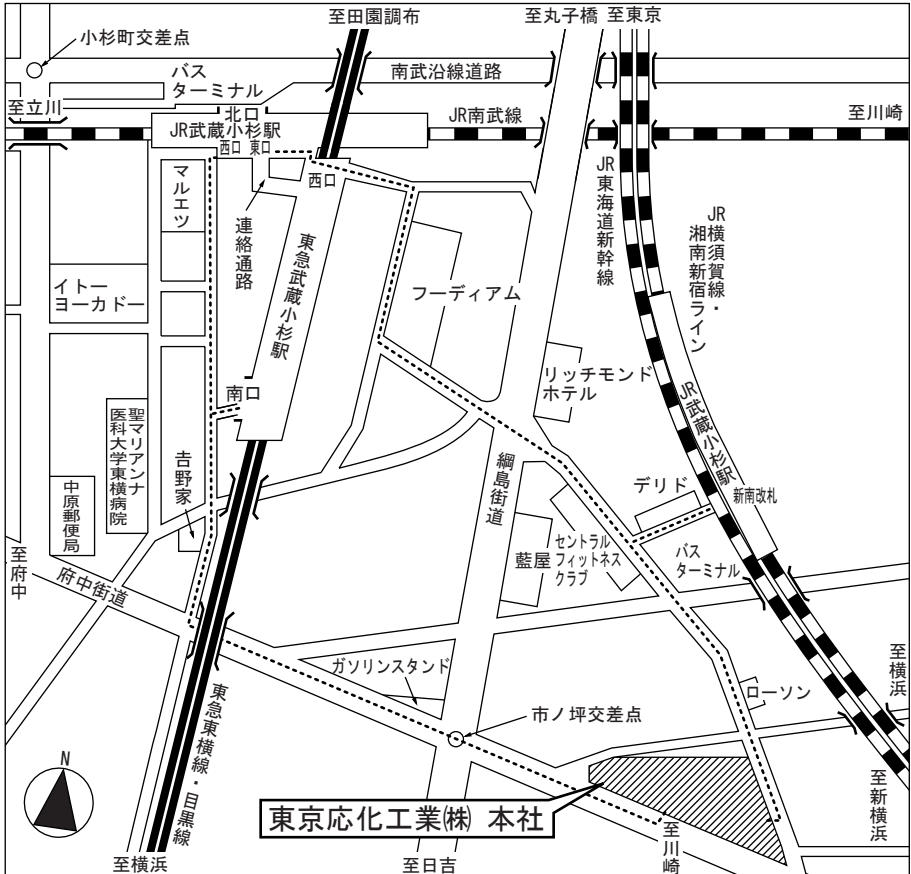 至田園調布
至丸子橋
至東京
小杉町交差点
バス
ターミナル
南武沿線道路
至立川
北口
JR武蔵小杉駅
西口
東口
JR南武線
至川崎
マルエツ
連絡通路
西口
東急武蔵小杉駅
JR東海道新幹線
JR横須賀線・
湘南新宿ライン
イトー
ヨーカドー
フーディアム
リッチモンド
ホテル
JR武蔵小杉駅
南口
聖マリアンナ
医科大学東横病院
吉野家
中原郵便局
綱島街道
デリド
新南改札
藍屋
セントラル
フィットネス
クラブ
バス
ターミナル
至府中
府中街道
ガソリンスタンド
至横浜
ローソン
市ノ坪交差点
東急東横線・目黒線
N
東京応化工業㈱ 本社
至川崎
至新横浜
至横浜
至日吉